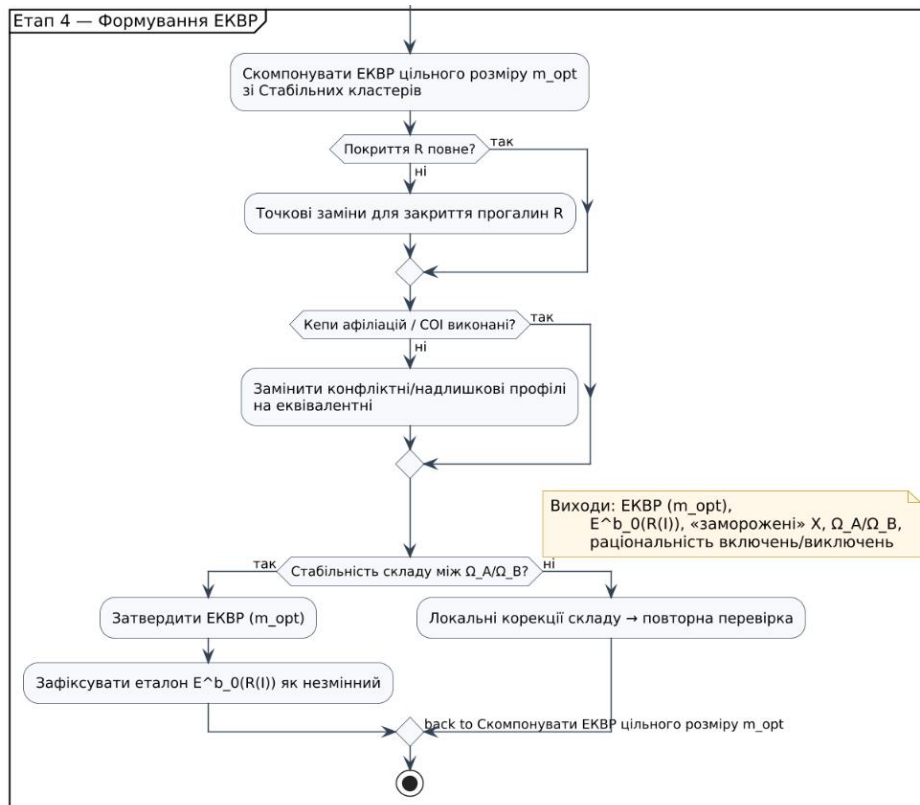 Етап 4 — Формування ЕКВР
Скомпонувати ЕКВР цільного розміру m_opt
зі Стабільних кластерів
Покриття R повне?
так
ні
Точкові заміни для закриття прогалин R
Кепи афіліацій / COI виконані?
так
ні
Замінити конфліктні/надлишкові профілі
на еквівалентні
Виходи: ЕКВР (m_opt),
E^b_0(R(I)), «заморожені» X, Ω_A/Ω_B,
раціональність включень/виключень
так
Стабільність складу між Ω_A/Ω_B?
ні
Затвердити ЕКВР (m_opt)
Локальні корекції складу → повторна перевірка
Зафіксувати еталон E^b_0(R(I)) як незмінний
back to Скомпонувати ЕКВР цільного розміру m_opt